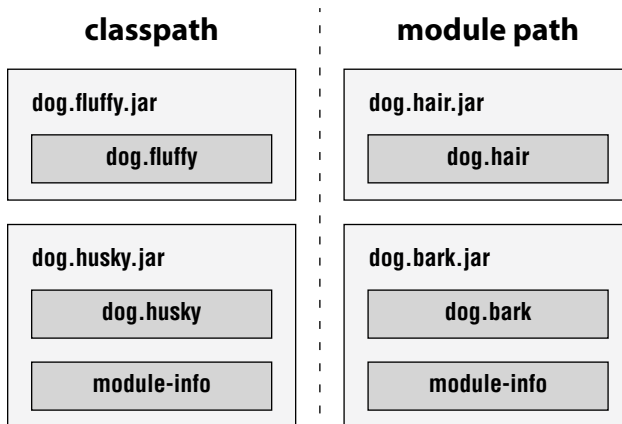 classpath
module path
dog.fluffy.jar
dog.fluffy
dog.hair.jar
dog.hair
dog.husky.jar
dog.husky
module-info
dog.bark.jar
dog.bark
module-info